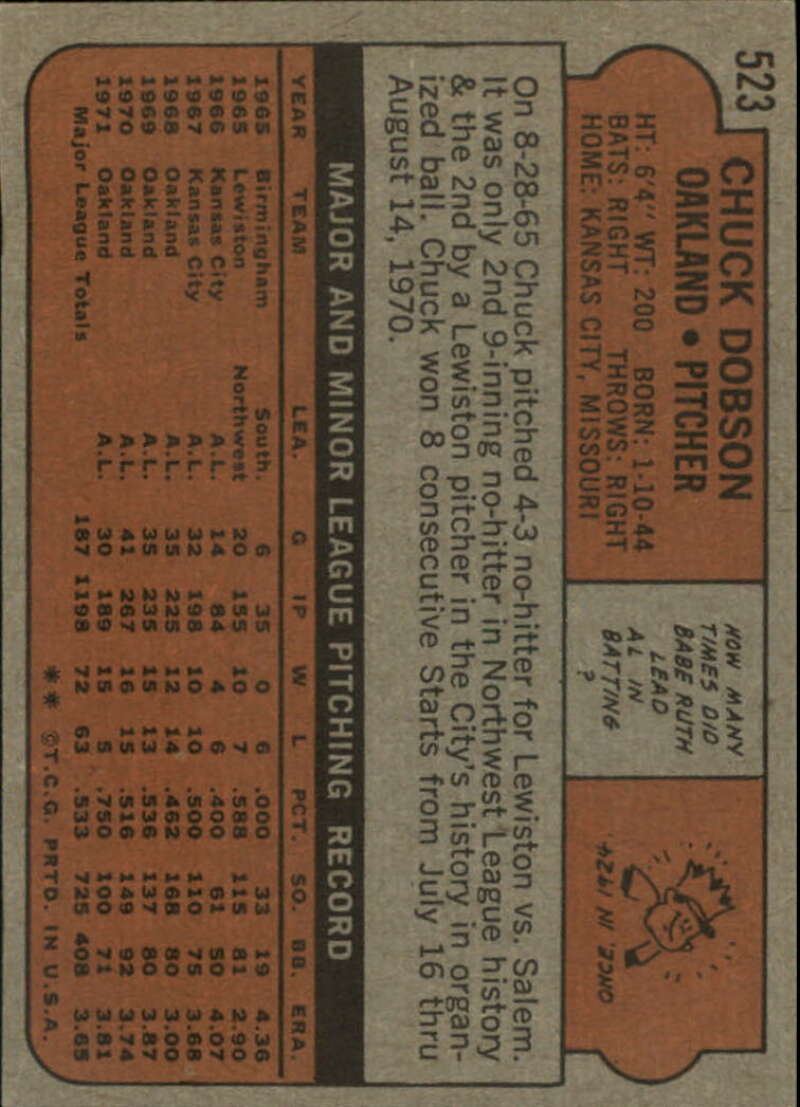 523
CHUCK DOBSON
OAKLAND • PITCHER
HT: 6'4" WT: 200 BORN: 1-10-44
BATS: RIGHT THROWS: RIGHT
HOME: KANSAS CITY, MISSOURI
HOW MANY
TIMES DID
BABE RUTH
LEAD
AL IN
BATTING
?
ONCE, IN 1924.
On 8-28-65 Chuck pitched 4-3 no-hitter for Lewiston vs. Salem.
It was only 2nd 9-inning no-hitter in Northwest League history
& the 2nd by a Lewiston pitcher in the City's history in organ-
ized ball. Chuck won 8 consecutive Starts from July 16 thru
August 14, 1970.
MAJOR AND MINOR LEAGUE PITCHING RECORD
YEAR TEAM LEA. G IP W L PCT. SO. BB. ERA.
1965 Birmingham South. 6 35 0 6 .000 33 19 4.36
1965 Lewiston Northwest 20 155 10 7 .588 115 81 2.90
1966 Kansas City A.L. 14 84 4 6 .400 61 50 4.07
1967 Kansas City A.L. 32 198 10 10 .500 110 75 3.68
1968 Oakland A.L. 35 225 12 14 .462 168 80 3.00
1969 Oakland A.L. 35 235 15 13 .536 137 80 3.87
1970 Oakland A.L. 41 267 16 15 .516 149 92 3.74
1971 Oakland A.L. 30 189 15 5 .750 100 71 3.81
Major League Totals 187 1198 72 63 .533 725 408 3.65
** ©T.C.G. PRTD. IN U.S.A.